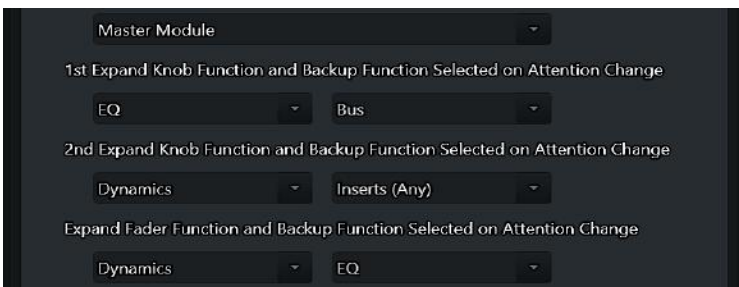 Master Module
1st Expand Knob Function and Backup Function Selected on Attention Change
EQ Bus
2nd Expand Knob Function and Backup Function Selected on Attention Change
Dynamics Inserts (Any)
Expand Fader Function and Backup Function Selected on Attention Change
Dynamics EQ